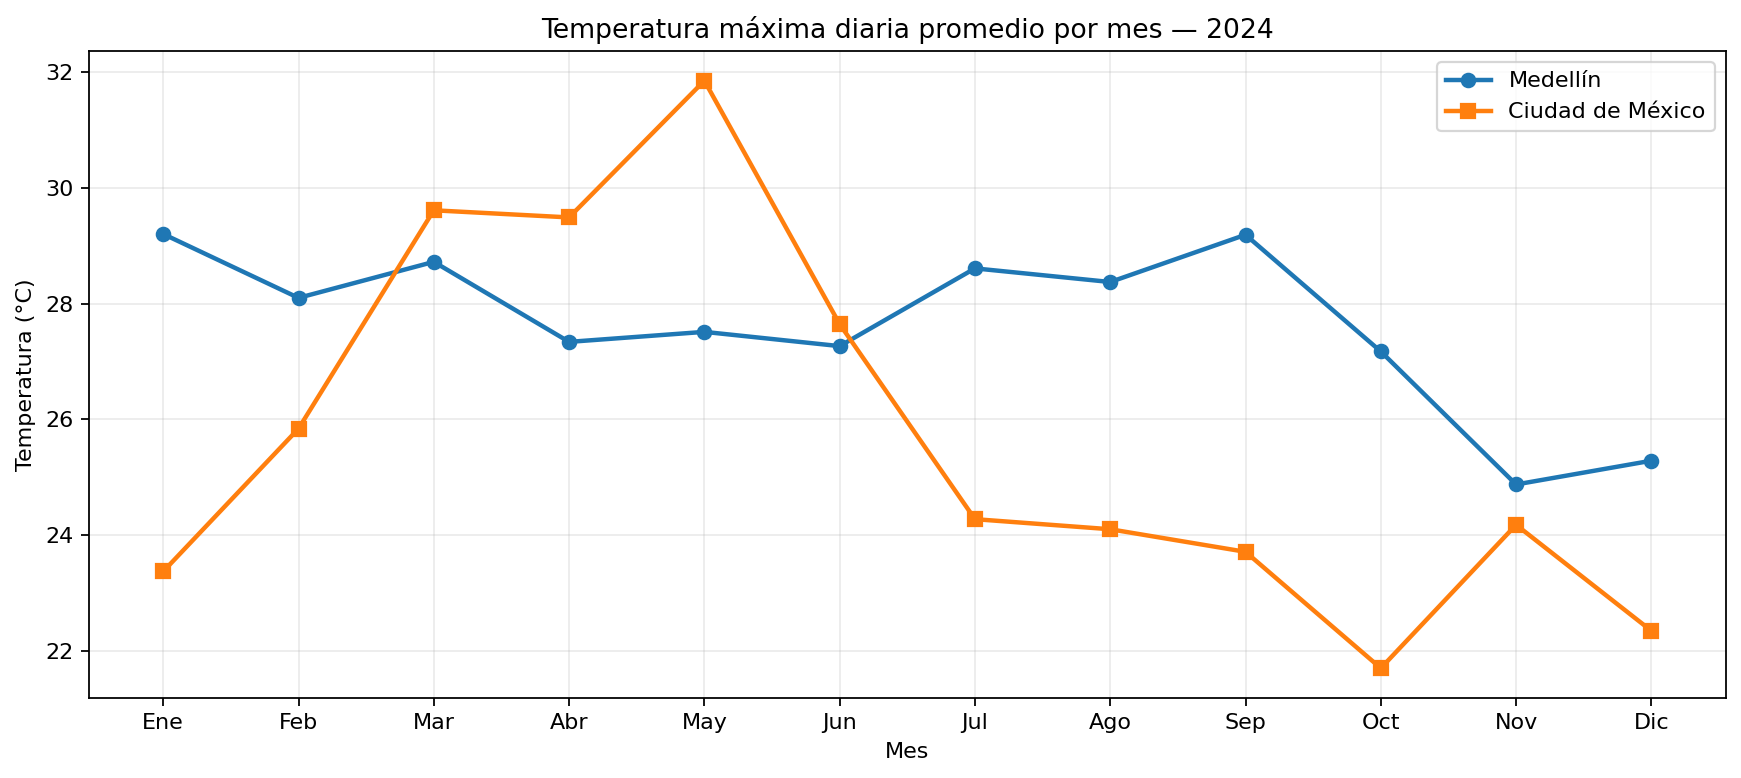 Temperatura máxima diaria promedio por mes — 2024
Medellín
Ciudad de México
Temperatura (°C)
32
30
28
26
24
22
Ene Feb Mar Abr May Jun Jul Ago Sep Oct Nov Dic
Mes